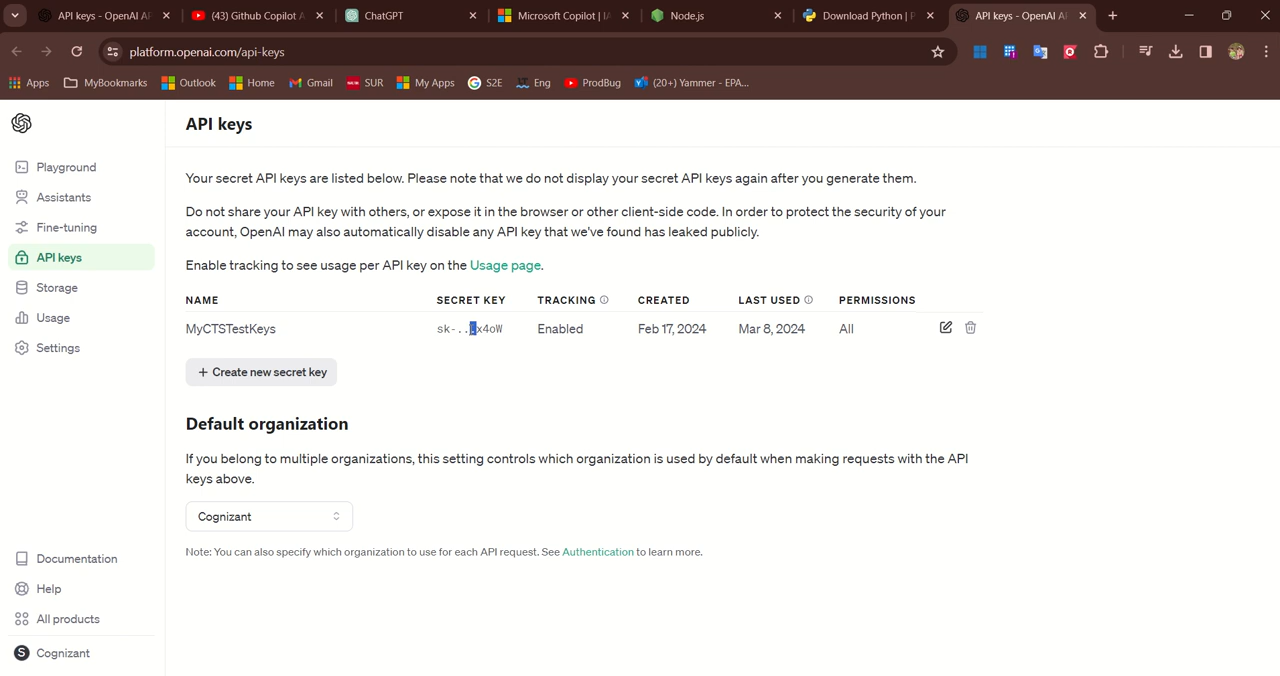 API keys - OpenAI AF
(43) Github Copilot A
ChatGPT
Microsoft Copilot | IA
Node.js
Download Python | P
API keys - OpenAI AI
platform.openai.com/api-keys
Apps
MyBookmarks
Outlook
Home
Gmail
SUR
My Apps
S2E
Eng
ProdBug
(20+) Yammer - EPA...
Playground
Assistants
Fine-tuning
API keys
Storage
Usage
Settings
Documentation
Help
All products
S Cognizant
API keys
Your secret API keys are listed below. Please note that we do not display your secret API keys again after you generate them.
Do not share your API key with others, or expose it in the browser or other client-side code. In order to protect the security of your
account, OpenAI may also automatically disable any API key that we've found has leaked publicly.
Enable tracking to see usage per API key on the Usage page.
NAME SECRET KEY TRACKING CREATED LAST USED PERMISSIONS
MyCTSTestKeys Enabled Feb 17, 2024 Mar 8, 2024 All
+ Create new secret key
Default organization
If you belong to multiple organizations, this setting controls which organization is used by default when making requests with the API
keys above.
Cognizant
Note: You can also specify which organization to use for each API request. See Authentication to learn more.